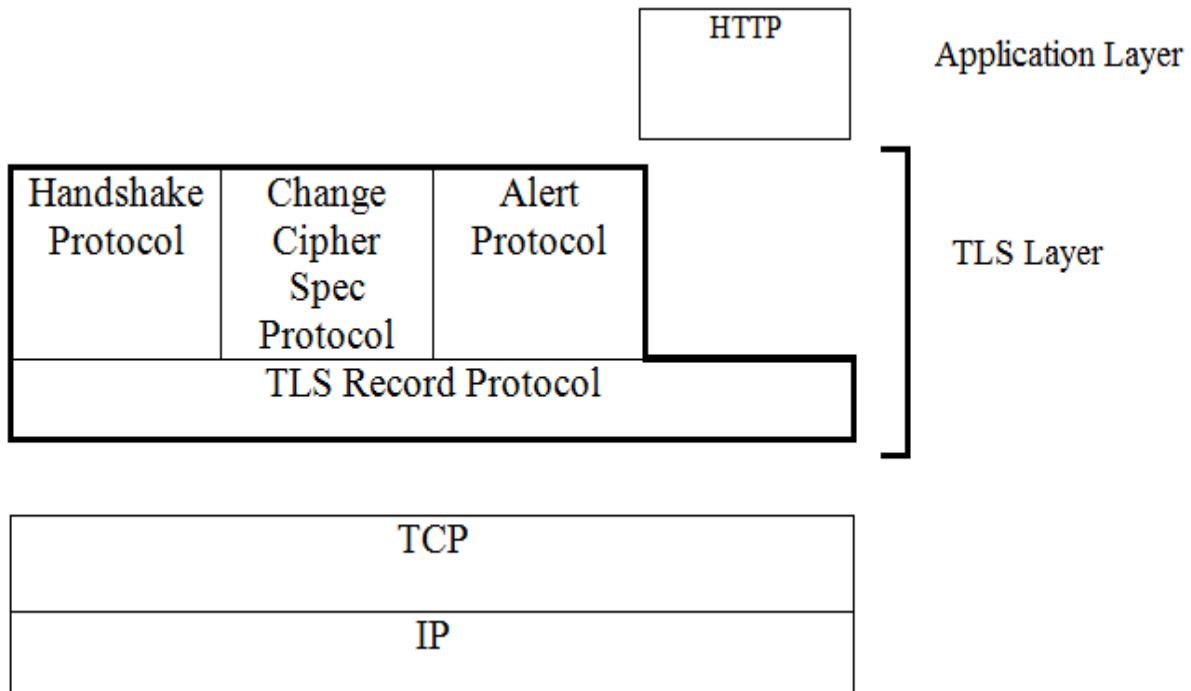 HTTP
Application Layer
Handshake
Protocol
Change
Cipher
Spec
Protocol
Alert
Protocol
TLS Layer
TLS Record Protocol
TCP
IP